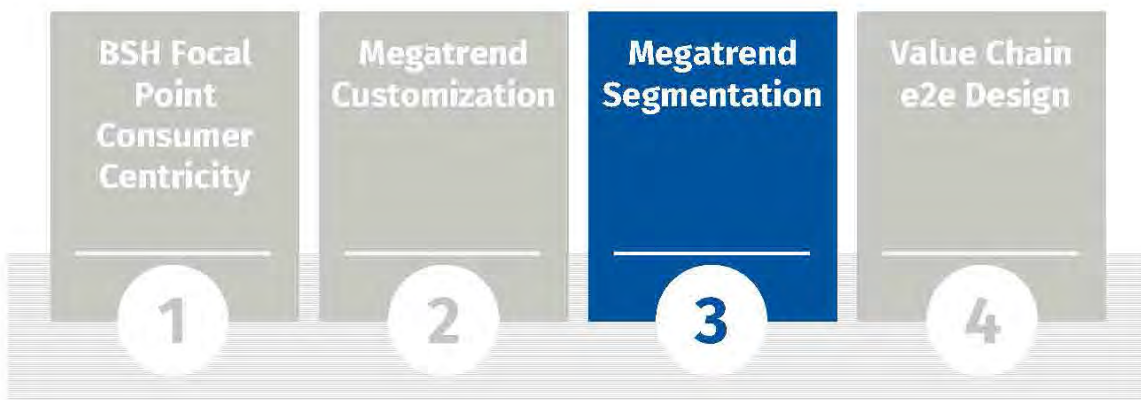 BSH Focal
Point
Consumer
Centricity
1
Megatrend
Customization
2
Megatrend
Segmentation
3
Value Chain
e2e Design
4